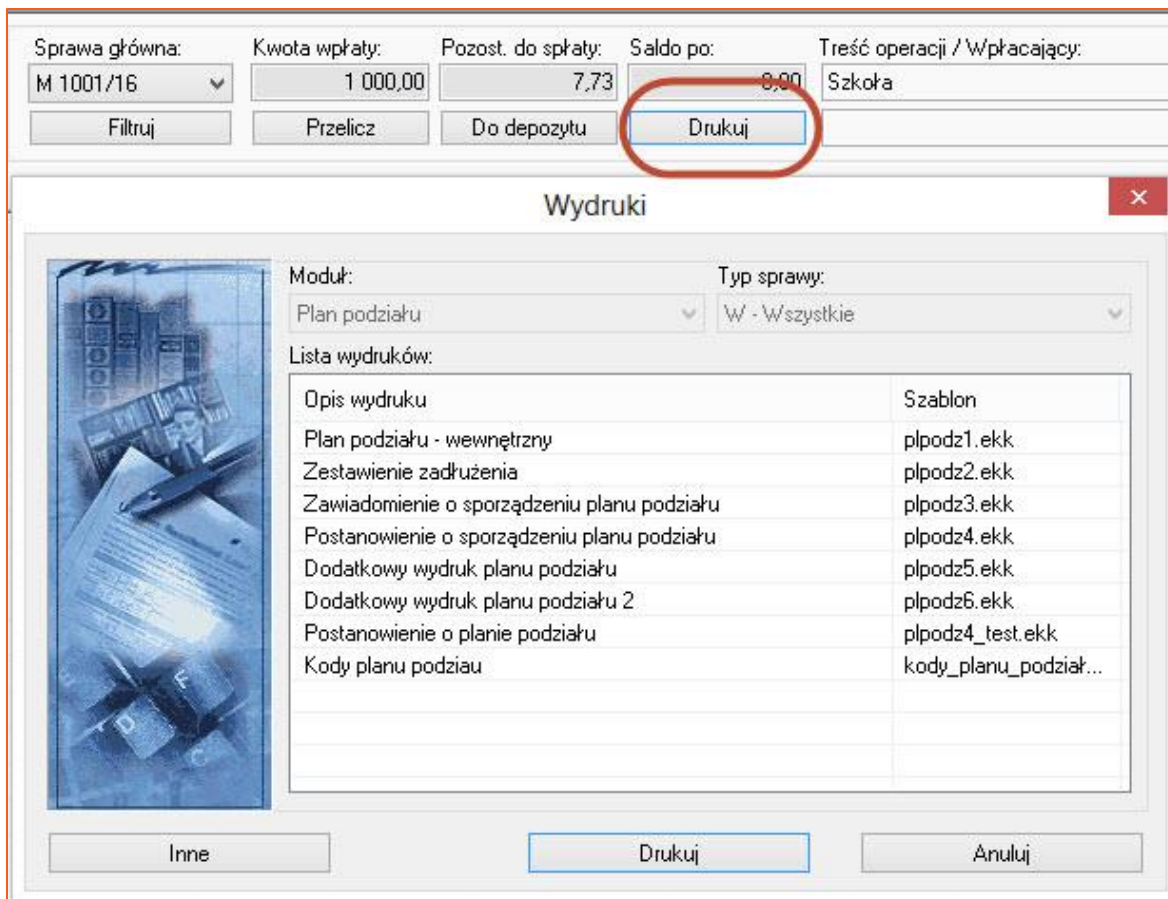 Sprawa główna: Kwota wpłaty: Pozost. do spłaty: Saldo po: Treść operacji / Wpłacający:
M 1001/16 1 000,00 7,73 0,00 Szkoła
Filtruj Przelicz Do depozytu Drukuj
Wydruki
Moduł: Typ sprawy:
Plan podziału W - Wszystkie
Lista wydruków:
Opis wydruku Szablon
Plan podziału - wewnętrzny plpodz1.ekk
Zestawienie zadłużenia plpodz2.ekk
Zawiadomienie o sporządzeniu planu podziału plpodz3.ekk
Postanowienie o sporządzeniu planu podziału plpodz4.ekk
Dodatkowy wydruk planu podziału plpodz5.ekk
Dodatkowy wydruk planu podziału 2 plpodz6.ekk
Postanowienie o planie podziału plpodz4_test.ekk
Kody planu podziau kody_planu_podział...
Inne Drukuj Anuluj